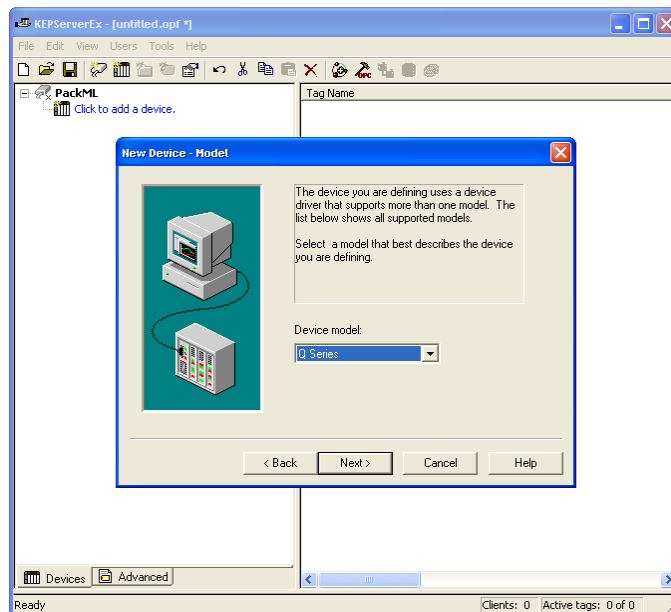 KEPServerEx - [untitled.opf *]
File Edit View Users Tools Help
OPC
PackML
Click to add a device.
Tag Name
New Device - Model
The device you are defining uses a device
driver that supports more than one model. The
list below shows all supported models.
Select a model that best describes the device
you are defining.
Device model:
Q Series
< Back Next > Cancel Help
Devices Advanced
Ready Clients: 0 Active tags: 0 of 0